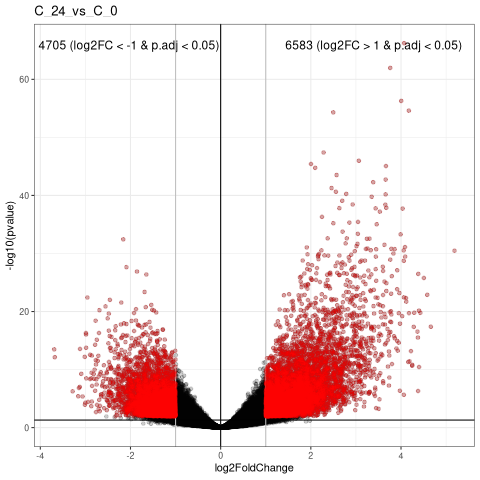 C_24_vs_C_0
4705 (log2FC < -1 & p.adj < 0.05)
6583 (log2FC > 1 & p.adj < 0.05)
60
40
20
0
-log10(pvalue)
-4
-2
0
2
4
log2FoldChange